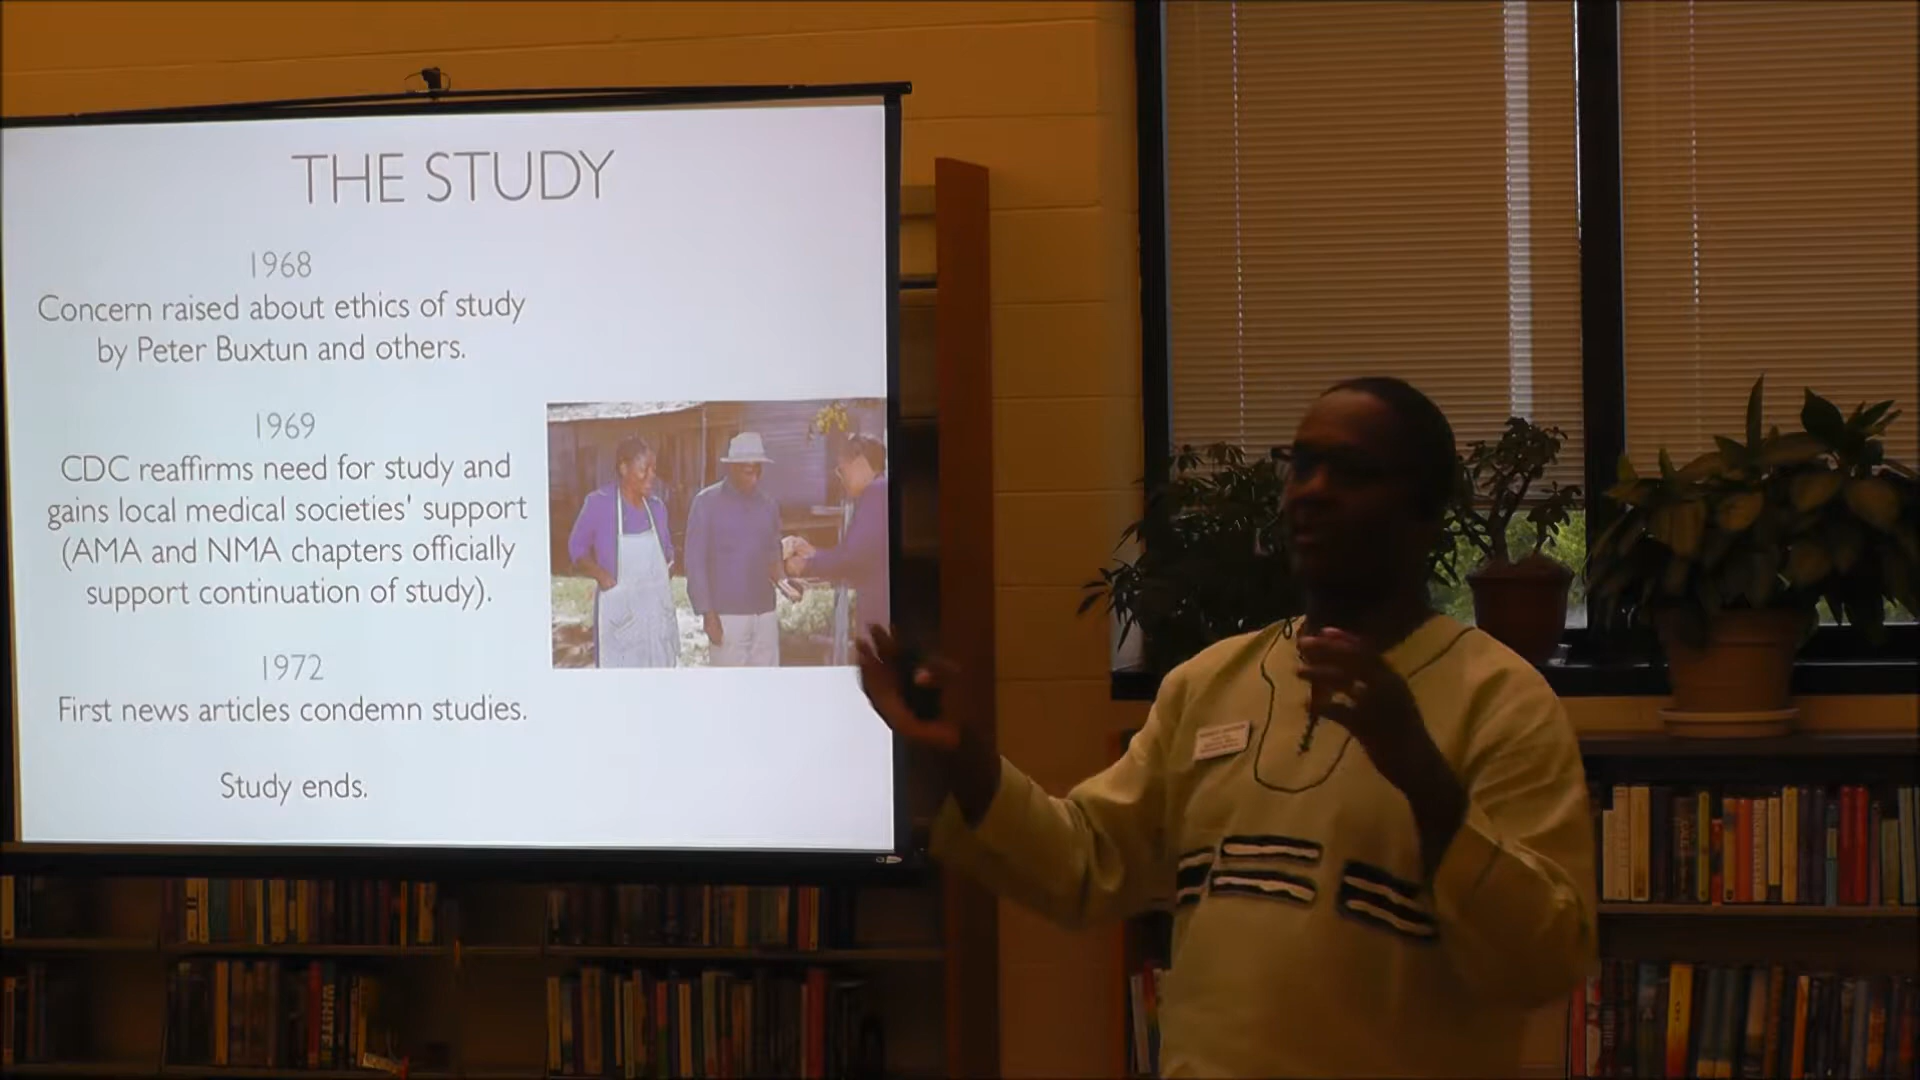 THE STUDY
1968
Concern raised about ethics of study
by Peter Buxtun and others.
1969
CDC reaffirms need for study and
gains local medical societies' support
(AMA and NMA chapters officially
support continuation of study).
1972
First news articles condemn studies.
Study ends.
WHITE